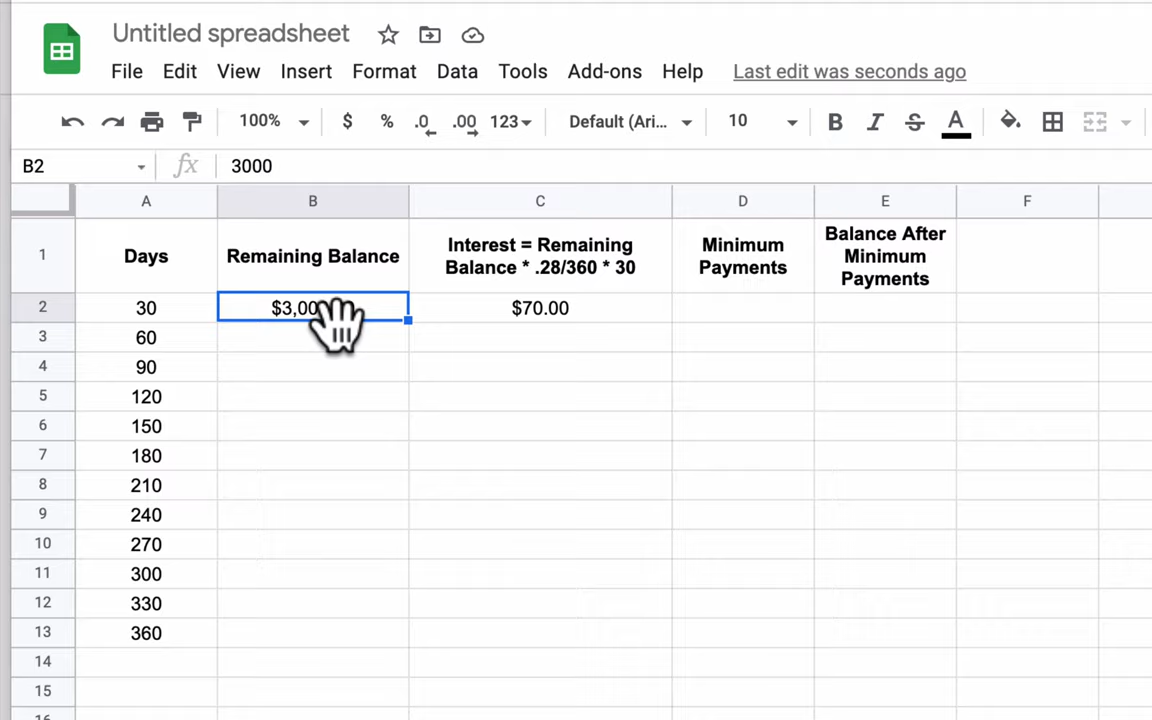 Untitled spreadsheet
File Edit View Insert Format Data Tools Add-ons Help Last edit was seconds ago
100% $ % .0 .00 123 Default (Ari... 10 B I S A
B2 fx 3000
A B C D E F
1 Days Remaining Balance Interest = Remaining Balance * .28/360 * 30 Minimum Payments Balance After Minimum Payments
2 30 $3,00 $70.00
3 60
4 90
5 120
6 150
7 180
8 210
9 240
10 270
11 300
12 330
13 360
14
15
16